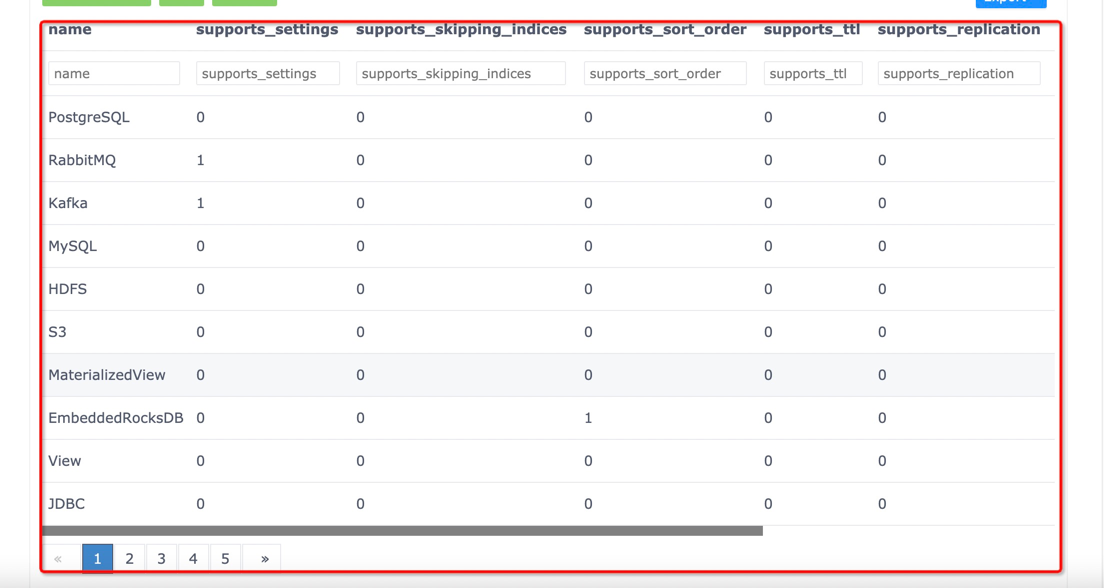 Export
name supports_settings supports_skipping_indices supports_sort_order supports_ttl supports_replication
name supports_settings supports_skipping_indices supports_sort_order supports_ttl supports_replication
PostgreSQL 0 0 0 0 0
RabbitMQ 1 0 0 0 0
Kafka 1 0 0 0 0
MySQL 0 0 0 0 0
HDFS 0 0 0 0 0
S3 0 0 0 0 0
MaterializedView 0 0 0 0 0
EmbeddedRocksDB 0 0 1 0 0
View 0 0 0 0 0
JDBC 0 0 0 0 0
« 1 2 3 4 5 »